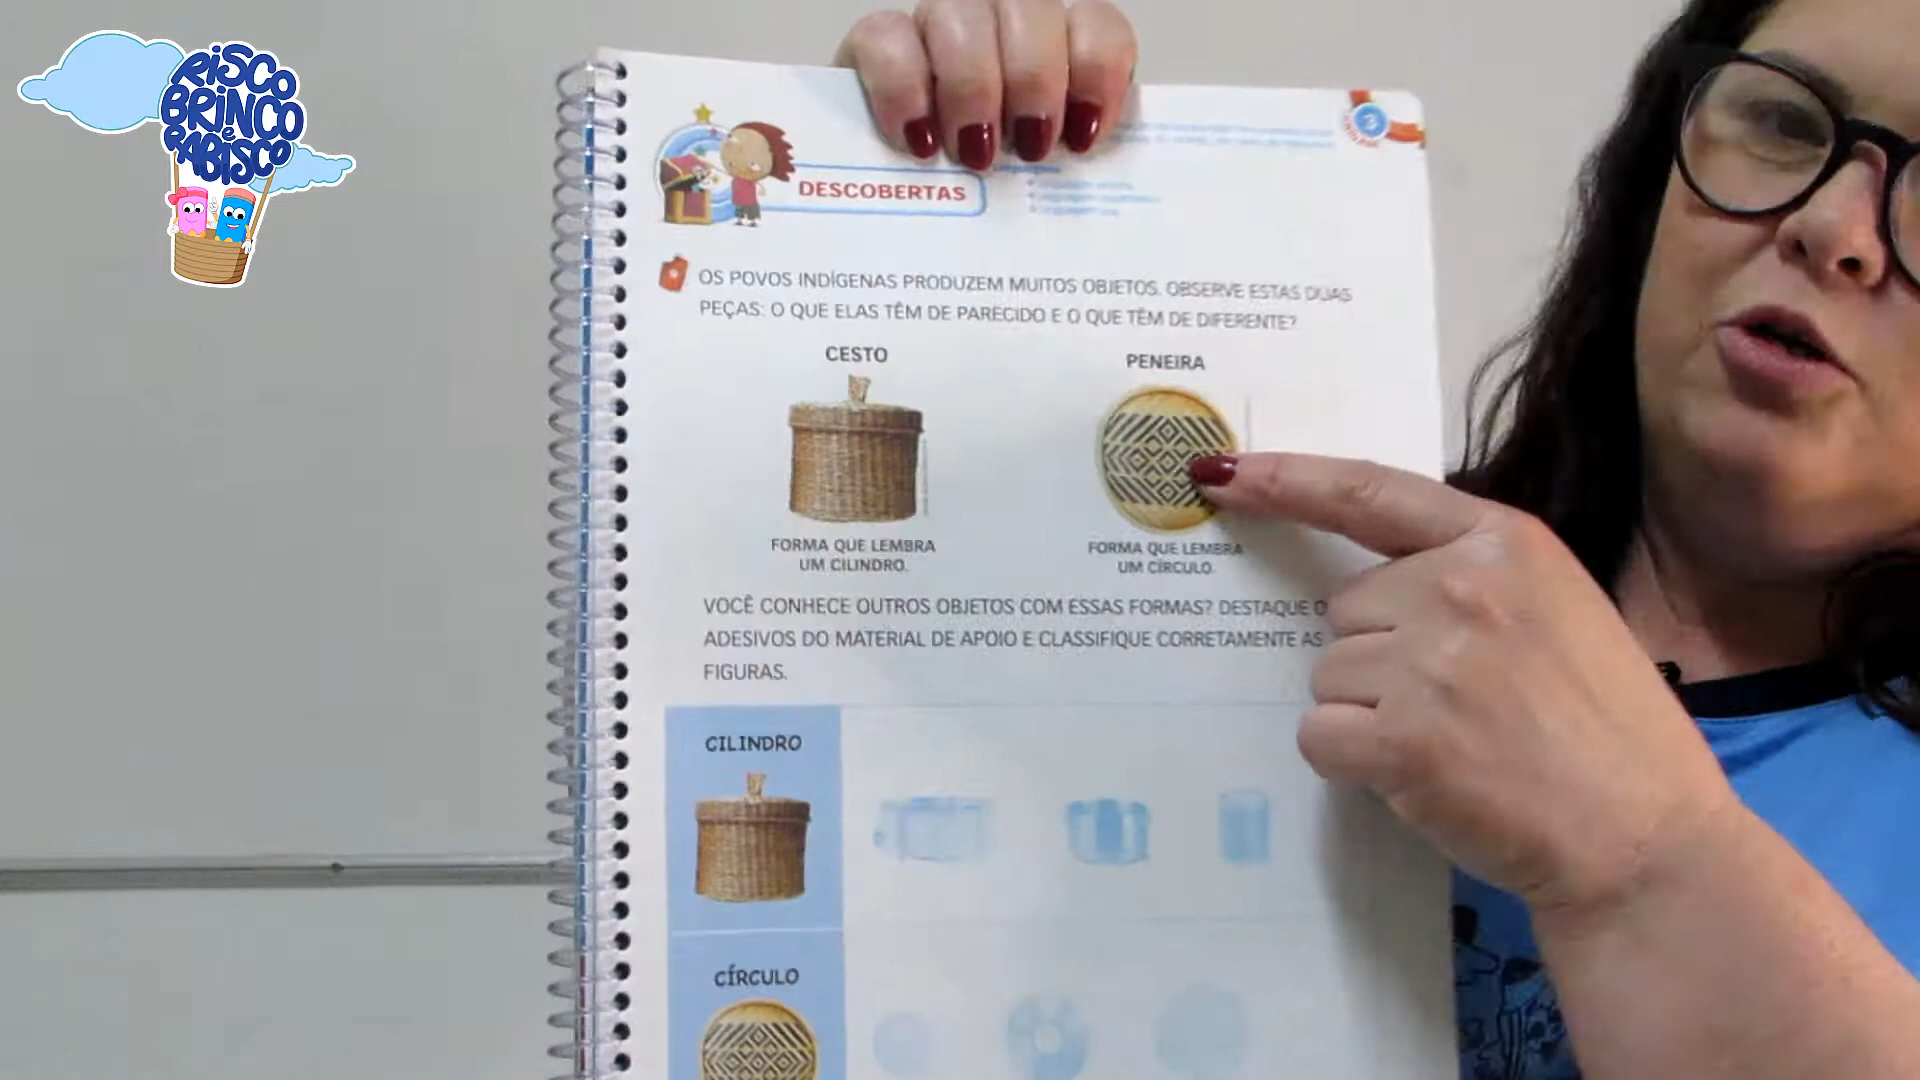 RISCO
BRINCO
e
RABISCO
3
DESCOBERTAS
OS POVOS INDÍGENAS PRODUZEM MUITOS OBJETOS. OBSERVE ESTAS DUAS
PEÇAS: O QUE ELAS TÊM DE PARECIDO E O QUE TÊM DE DIFERENTE?
CESTO
PENEIRA
FORMA QUE LEMBRA
UM CILINDRO.
FORMA QUE LEMBRA
UM CÍRCULO.
VOCÊ CONHECE OUTROS OBJETOS COM ESSAS FORMAS? DESTAQUE
ADESIVOS DO MATERIAL DE APOIO E CLASSIFIQUE CORRETAMENTE AS
FIGURAS.
CILINDRO
CÍRCULO